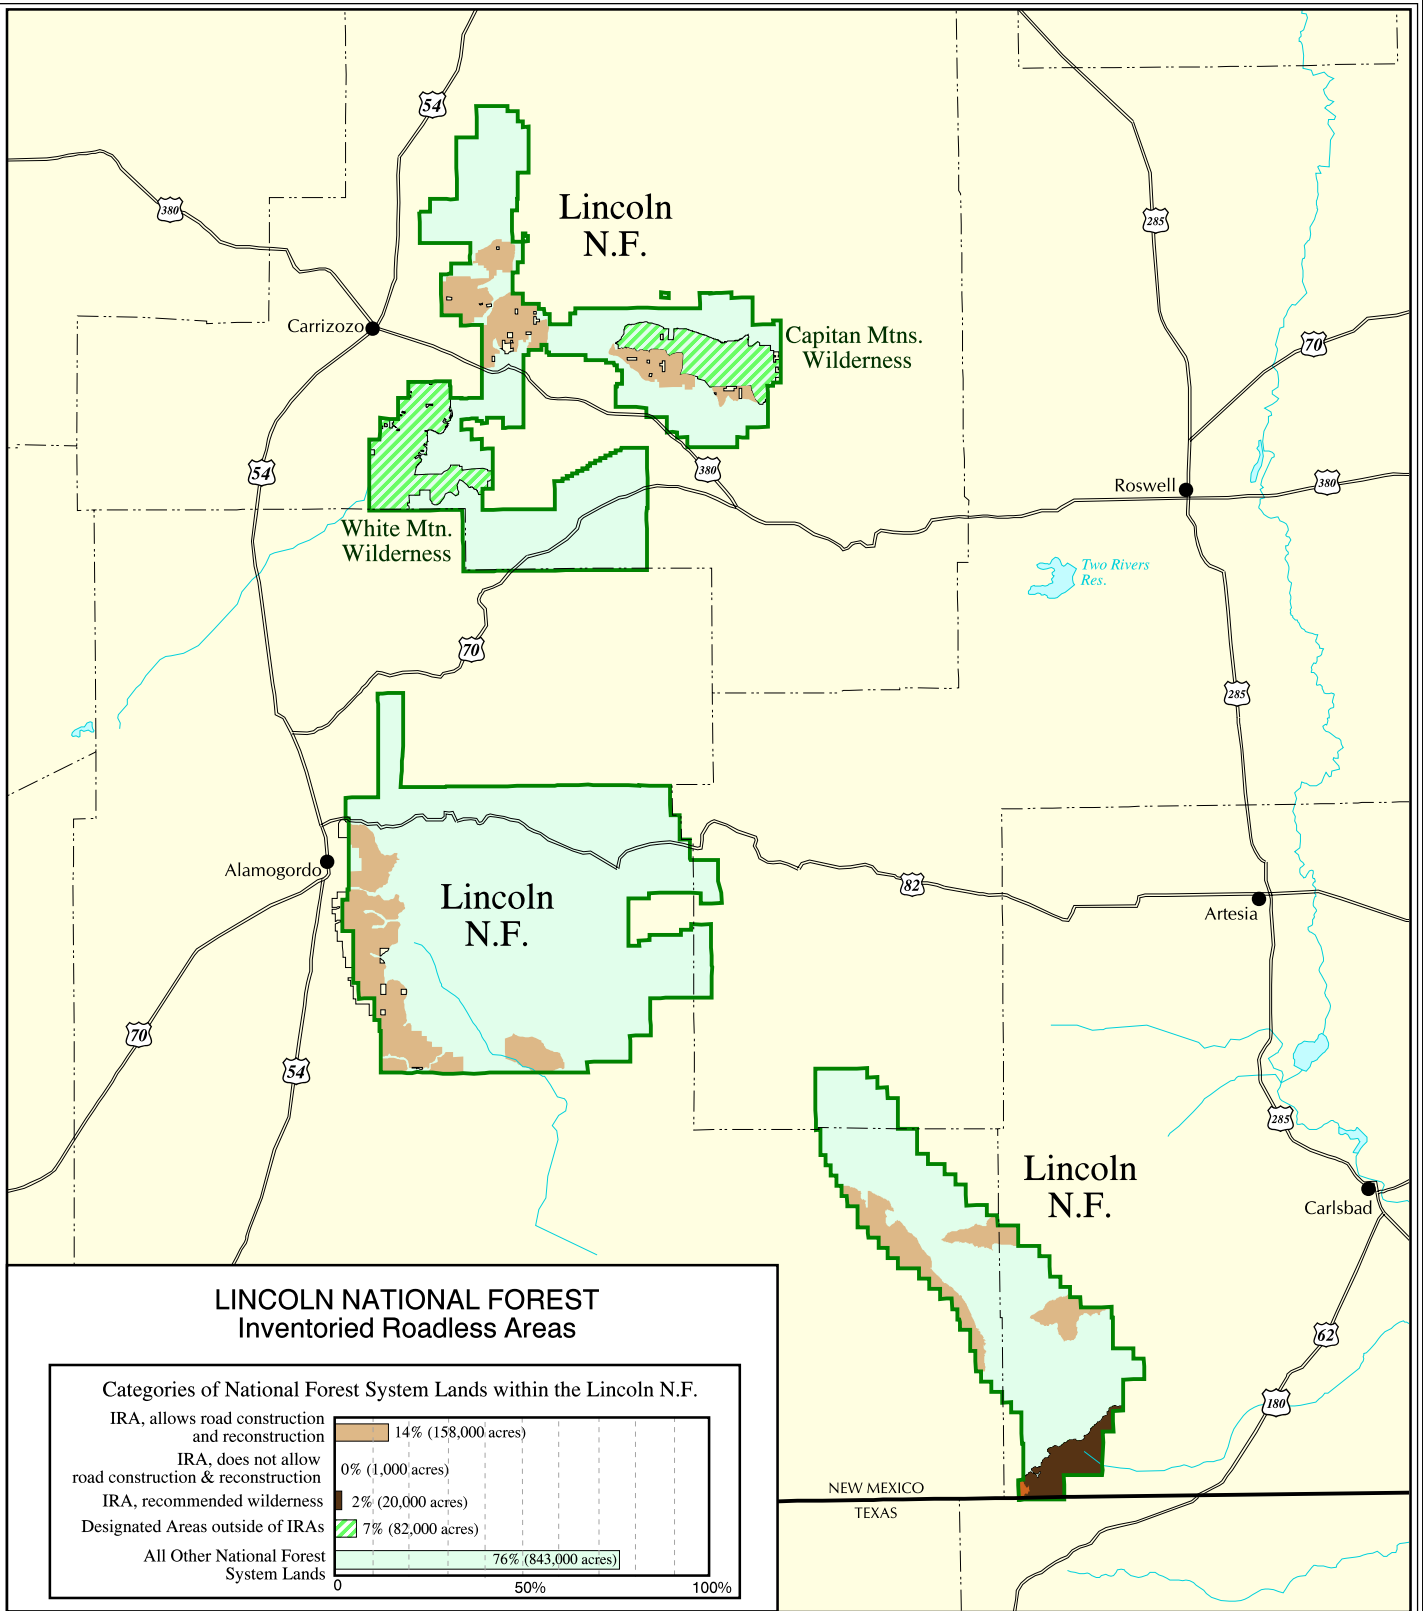 54
380
285
Lincoln
N.F.
Carrizozo
Capitan Mtns.
Wilderness
70
54
380
Roswell
380
White Mtn.
Wilderness
Two Rivers
Res.
70
285
Alamogordo
82
Lincoln
N.F.
Artesia
70
54
285
Lincoln
N.F.
Carlsbad
62
180
NEW MEXICO
TEXAS
LINCOLN NATIONAL FOREST
Inventoried Roadless Areas
Categories of National Forest System Lands within the Lincoln N.F.
IRA, allows road construction
and reconstruction
14% (158,000 acres)
IRA, does not allow
road construction & reconstruction
0% (1,000 acres)
IRA, recommended wilderness
2% (20,000 acres)
Designated Areas outside of IRAs
7% (82,000 acres)
All Other National Forest
System Lands
76% (843,000 acres)
0 50% 100%